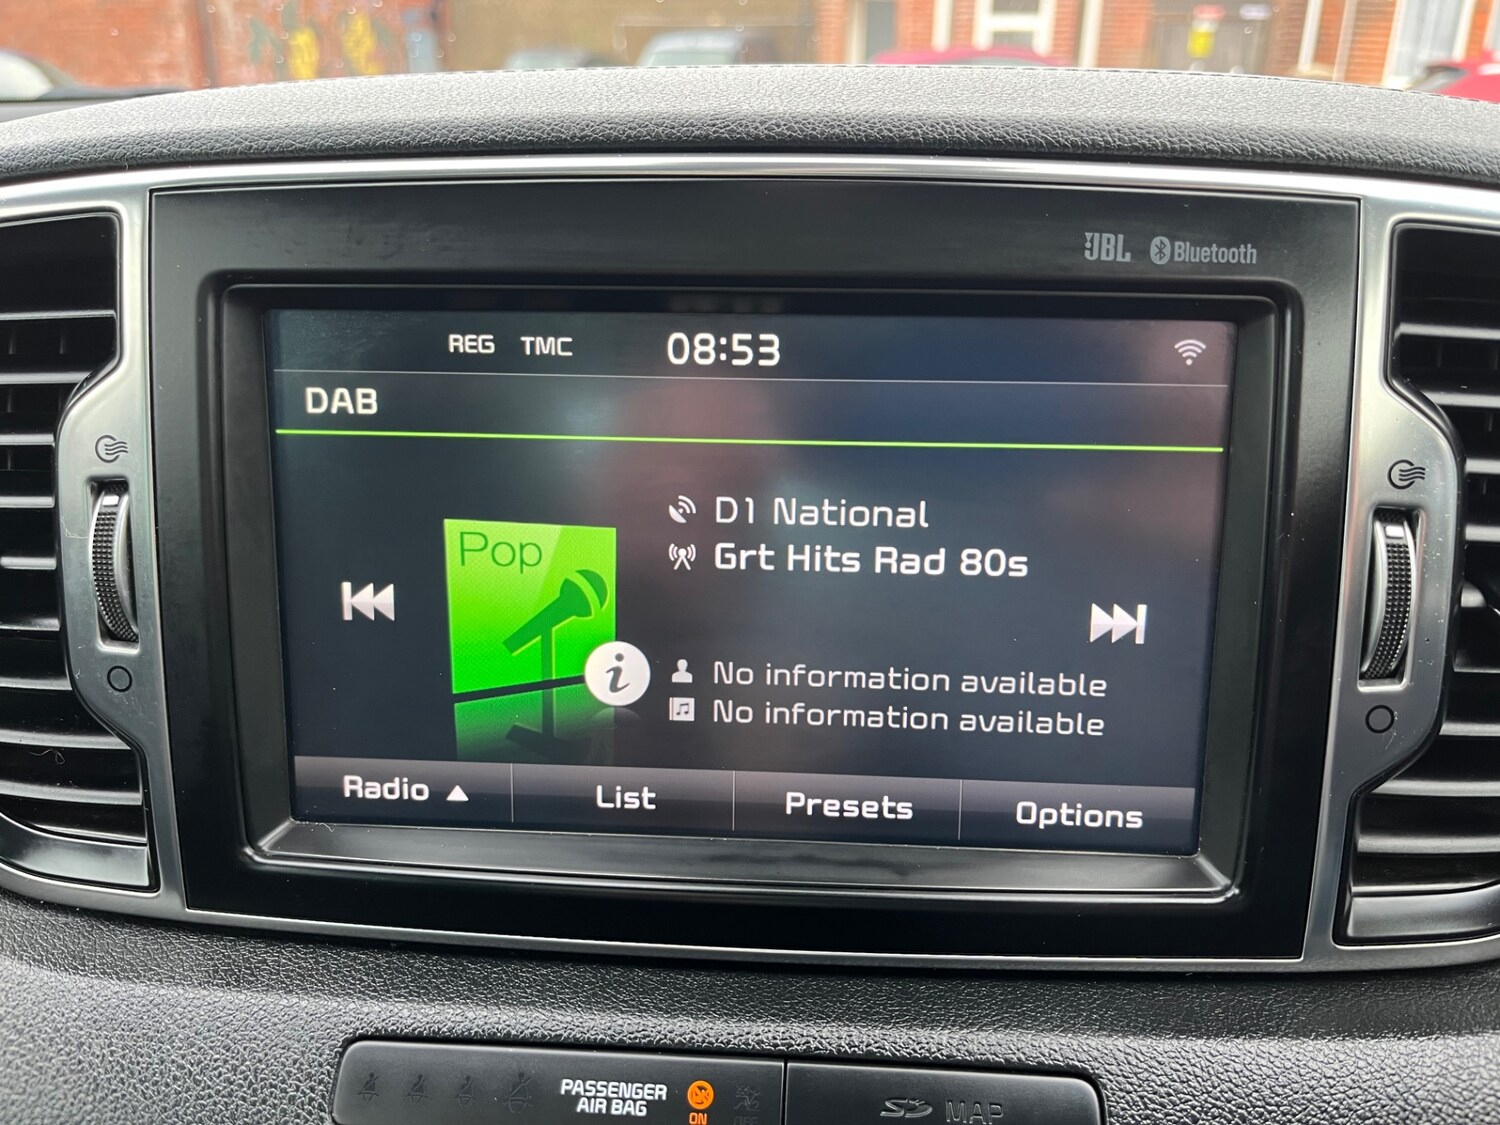 JBL Bluetooth
REG TMC 08:53
DAB
D1 National
Grt Hits Rad 80s
Pop
i
No information available
No information available
Radio ▲ List Presets Options
PASSENGER
AIR BAG
ON
OFF
SD MAP